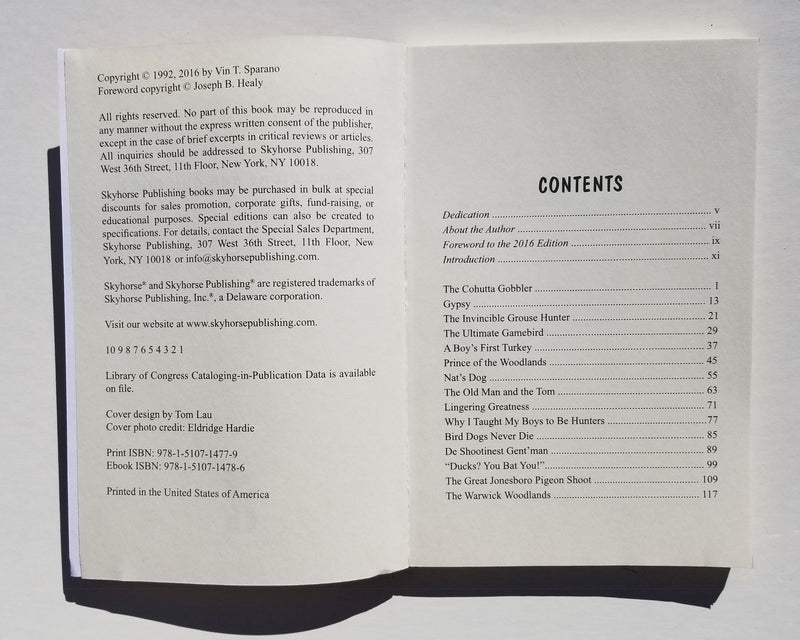 Copyright © 1992, 2016 by Vin T. Sparano
Foreword copyright © Joseph B. Healy
All rights reserved. No part of this book may be reproduced in
any manner without the express written consent of the publisher,
except in the case of brief excerpts in critical reviews or articles.
All inquiries should be addressed to Skyhorse Publishing, 307
West 36th Street, 11th Floor, New York, NY 10018.
Skyhorse Publishing books may be purchased in bulk at special
discounts for sales promotion, corporate gifts, fund-raising, or
educational purposes. Special editions can also be created to
specifications. For details, contact the Special Sales Department,
Skyhorse Publishing, 307 West 36th Street, 11th Floor, New
York, NY 10018 or info@skyhorsepublishing.com.
Skyhorse® and Skyhorse Publishing® are registered trademarks of
Skyhorse Publishing, Inc.®, a Delaware corporation.
Visit our website at www.skyhorsepublishing.com.
10 9 8 7 6 5 4 3 2 1
Library of Congress Cataloging-in-Publication Data is available
on file.
Cover design by Tom Lau
Cover photo credit: Eldridge Hardie
Print ISBN: 978-1-5107-1477-9
Ebook ISBN: 978-1-5107-1478-6
Printed in the United States of America
CONTENTS
Dedication ..... v
About the Author ..... vii
Foreword to the 2016 Edition ..... ix
Introduction ..... xi
The Cohutta Gobbler ..... 1
Gypsy ..... 13
The Invincible Grouse Hunter ..... 21
The Ultimate Gamebird ..... 29
A Boy's First Turkey ..... 37
Prince of the Woodlands ..... 45
Nat's Dog ..... 55
The Old Man and the Tom ..... 63
Lingering Greatness ..... 71
Why I Taught My Boys to Be Hunters ..... 77
Bird Dogs Never Die ..... 85
De Shootinest Gent'man ..... 89
“Ducks? You Bat You!” ..... 99
The Great Jonesboro Pigeon Shoot ..... 109
The Warwick Woodlands ..... 117